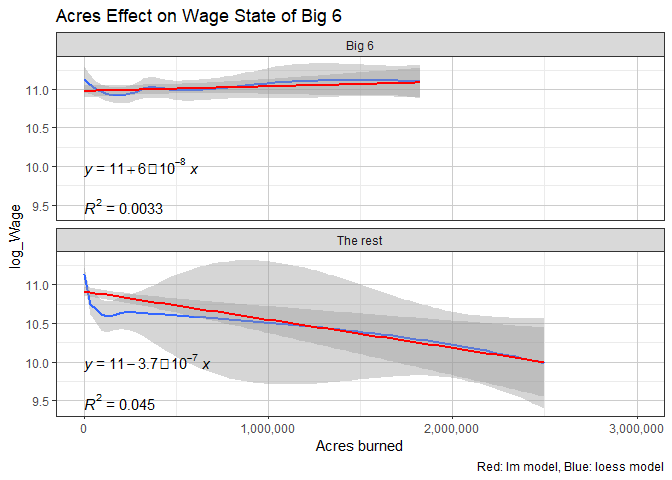 Acres Effect on Wage State of Big 6
Big 6
11.0
10.5
10.0
9.5
y = 11 + 6 □ 10⁻⁸ x
R² = 0.0033
log_Wage
The rest
11.0
10.5
10.0
9.5
y = 11 − 3.7 □ 10⁻⁷ x
R² = 0.045
0 1,000,000 2,000,000 3,000,000
Acres burned
Red: lm model, Blue: loess model